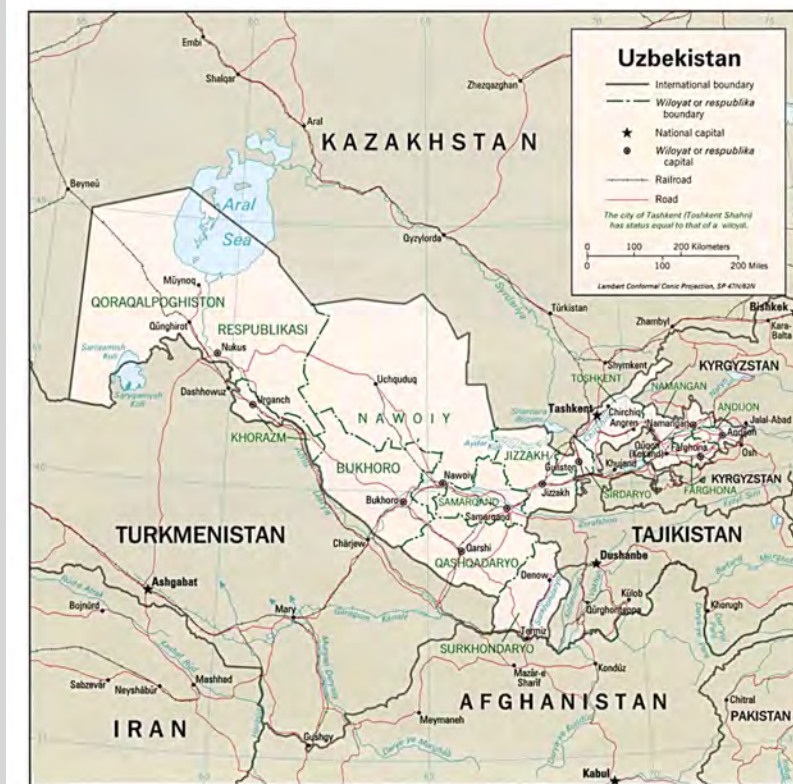 Uzbekistan
International boundary
Wiloyat or respublika
boundary
National capital
Wiloyat or respublika
capital
Railroad
Road
The city of Tashkent (Toshkent Shahri)
has status equal to that of a wiloyat.
0 100 200 Kilometers
0 100 200 Miles
Lambert Conformal Conic Projection, SP 47N/62N
Embi
Shalqar
Zhezqazghan
Aral
KAZAKHSTAN
Beyneū
Aral
Sea
Qyzylorda
Syrdariya
Mŭynoq
QORAQALPOGHISTON
RESPUBLIKASI
Qŭnghirot
Nukus
Türkistan
Zhambyl
Bishkek
Kara-
Balta
Shymkent
KYRGYZSTAN
TOSHKENT
NAMANGAN
Dashhowuz
Urganch
Uchquduq
Tashkent
Chirchiq
Angren
Namangan
ANDIJON
Jalal-Abad
NAWOIY
KHORAZM
JIZZAKH
Guliston
Andijon
Farghona
Osh
BUKHORO
Nawoiy
Khujand
KYRGYZSTAN
Bukhoro
SAMARQAND
Samarqand
Jizzakh
SIRDARYO
FARGHONA
TURKMENISTAN
Chärjew
Qarshi
QASHQADARYO
TAJIKISTAN
Ashgabat
Denow
Dushanbe
Bojnūrd
Mary
Kŭlob
Qŭrghonteppa
Khorugh
Termiz
SURKHONDARYO
Sabzevār
Neyshābūr
Mashhad
Mazār-e
Sharīf
Kondūz
AFGHANISTAN
Chitral
PAKISTAN
IRAN
Meymaneh
Gushgy
Kabul